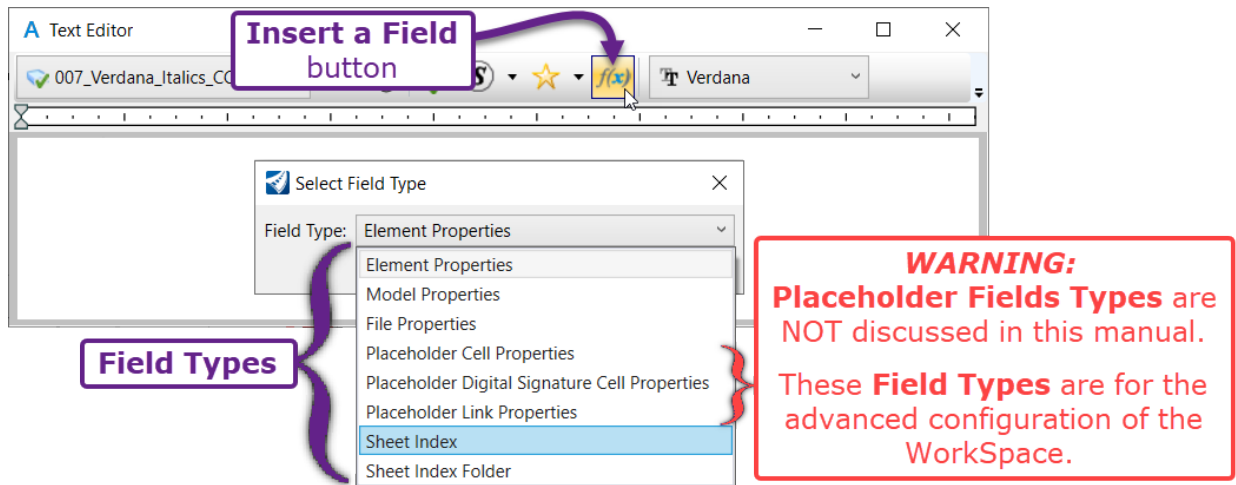 Text Editor
Insert a Field
button
007_Verdana_Italics_CC
S
f(x)
Verdana
Select Field Type
Field Type: Element Properties
Element Properties
Model Properties
File Properties
Placeholder Cell Properties
Placeholder Digital Signature Cell Properties
Placeholder Link Properties
Sheet Index
Sheet Index Folder
Field Types
WARNING:
Placeholder Fields Types are
NOT discussed in this manual.
These Field Types are for the
advanced configuration of the
WorkSpace.